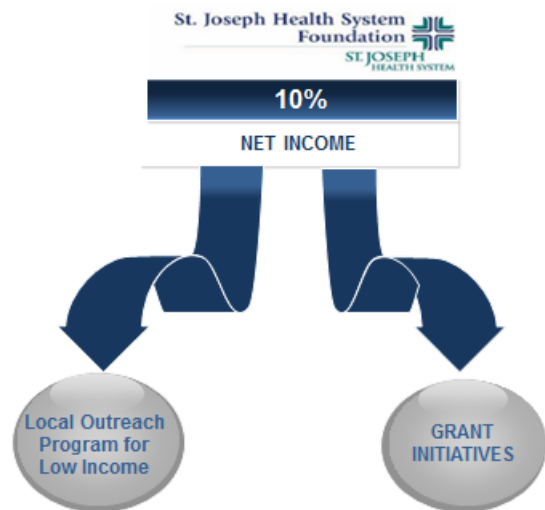 St. Joseph Health System
Foundation
ST. JOSEPH
HEALTH SYSTEM
10%
NET INCOME
Local Outreach
Program for
Low Income
GRANT
INITIATIVES